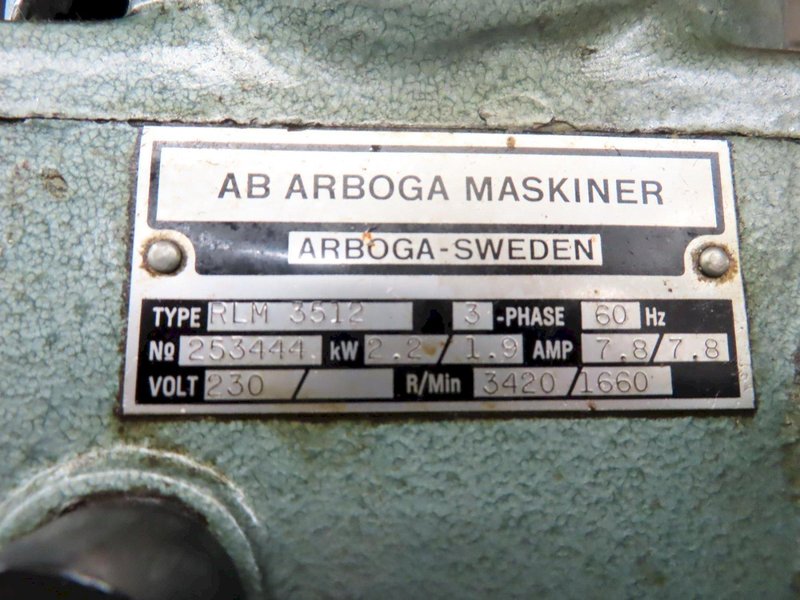 AB ARBOGA MASKINER
ARBOGA-SWEDEN
TYPE RLM 3512 3 -PHASE 60 Hz
No 253444. kW 2.2 / 1.9 AMP 7.8/7.8
VOLT 230 / R/Min 3420/1660